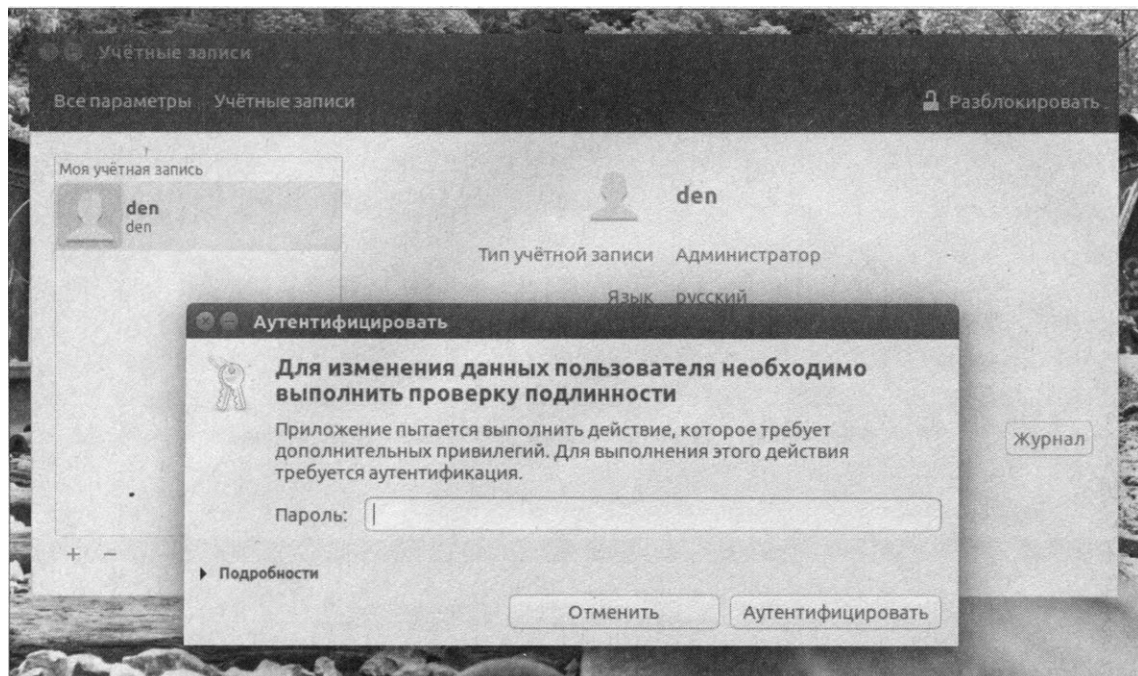 Учётные записи
Все параметры Учётные записи
Разблокировать
Моя учётная запись
den
den
den
Тип учётной записи Администратор
Язык русский
Аутентифицировать
Для изменения данных пользователя необходимо
выполнить проверку подлинности
Приложение пытается выполнить действие, которое требует
дополнительных привилегий. Для выполнения этого действия
требуется аутентификация.
Журнал
Пароль:
+ −
Подробности
Отменить Аутентифицировать